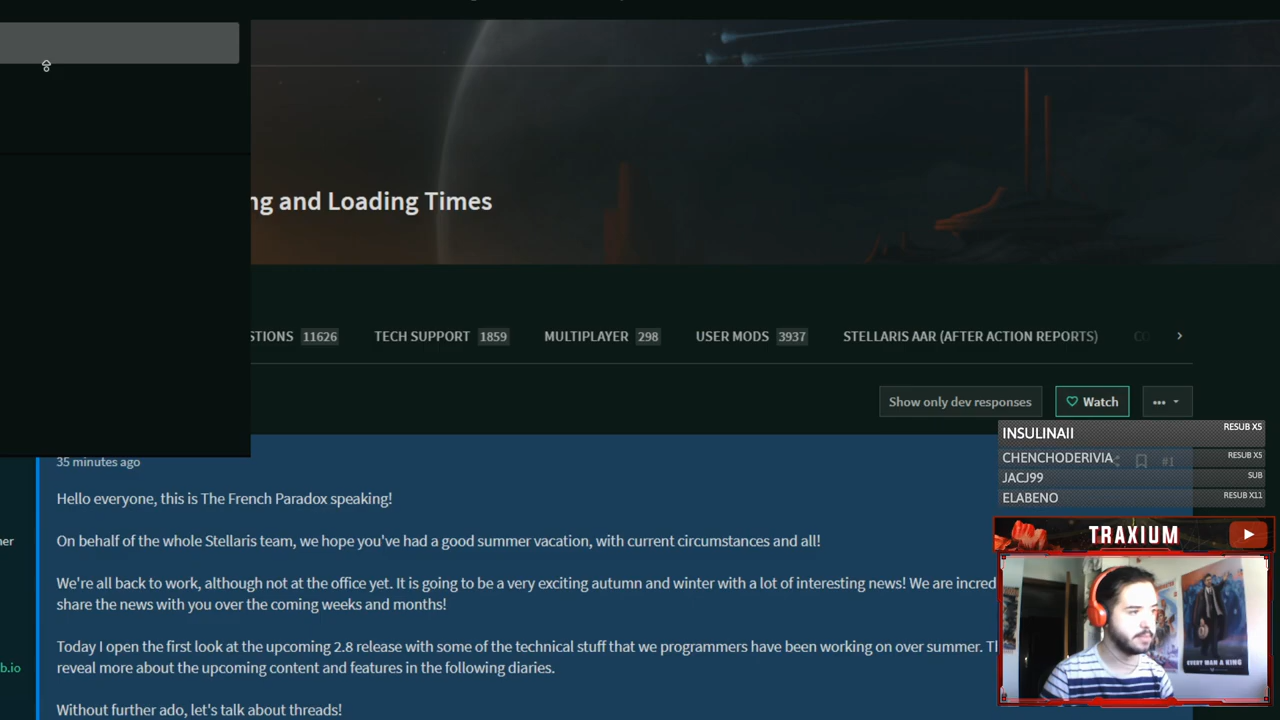 ng and Loading Times
STIONS 11626 TECH SUPPORT 1859 MULTIPLAYER 298 USER MODS 3937 STELLARIS AAR (AFTER ACTION REPORTS) CO
Show only dev responses Watch
INSULINAII RESUB X5
CHENCHODERIVIA RESUB X5
JACJ99 SUB
ELABENO RESUB X11
35 minutes ago #1
Hello everyone, this is The French Paradox speaking!
TRAXIUM
ner On behalf of the whole Stellaris team, we hope you've had a good summer vacation, with current circumstances and all!
We're all back to work, although not at the office yet. It is going to be a very exciting autumn and winter with a lot of interesting news! We are incred
share the news with you over the coming weeks and months!
Today I open the first look at the upcoming 2.8 release with some of the technical stuff that we programmers have been working on over summer. Th
b.io reveal more about the upcoming content and features in the following diaries.
EVERY MAN A KING
Without further ado, let's talk about threads!